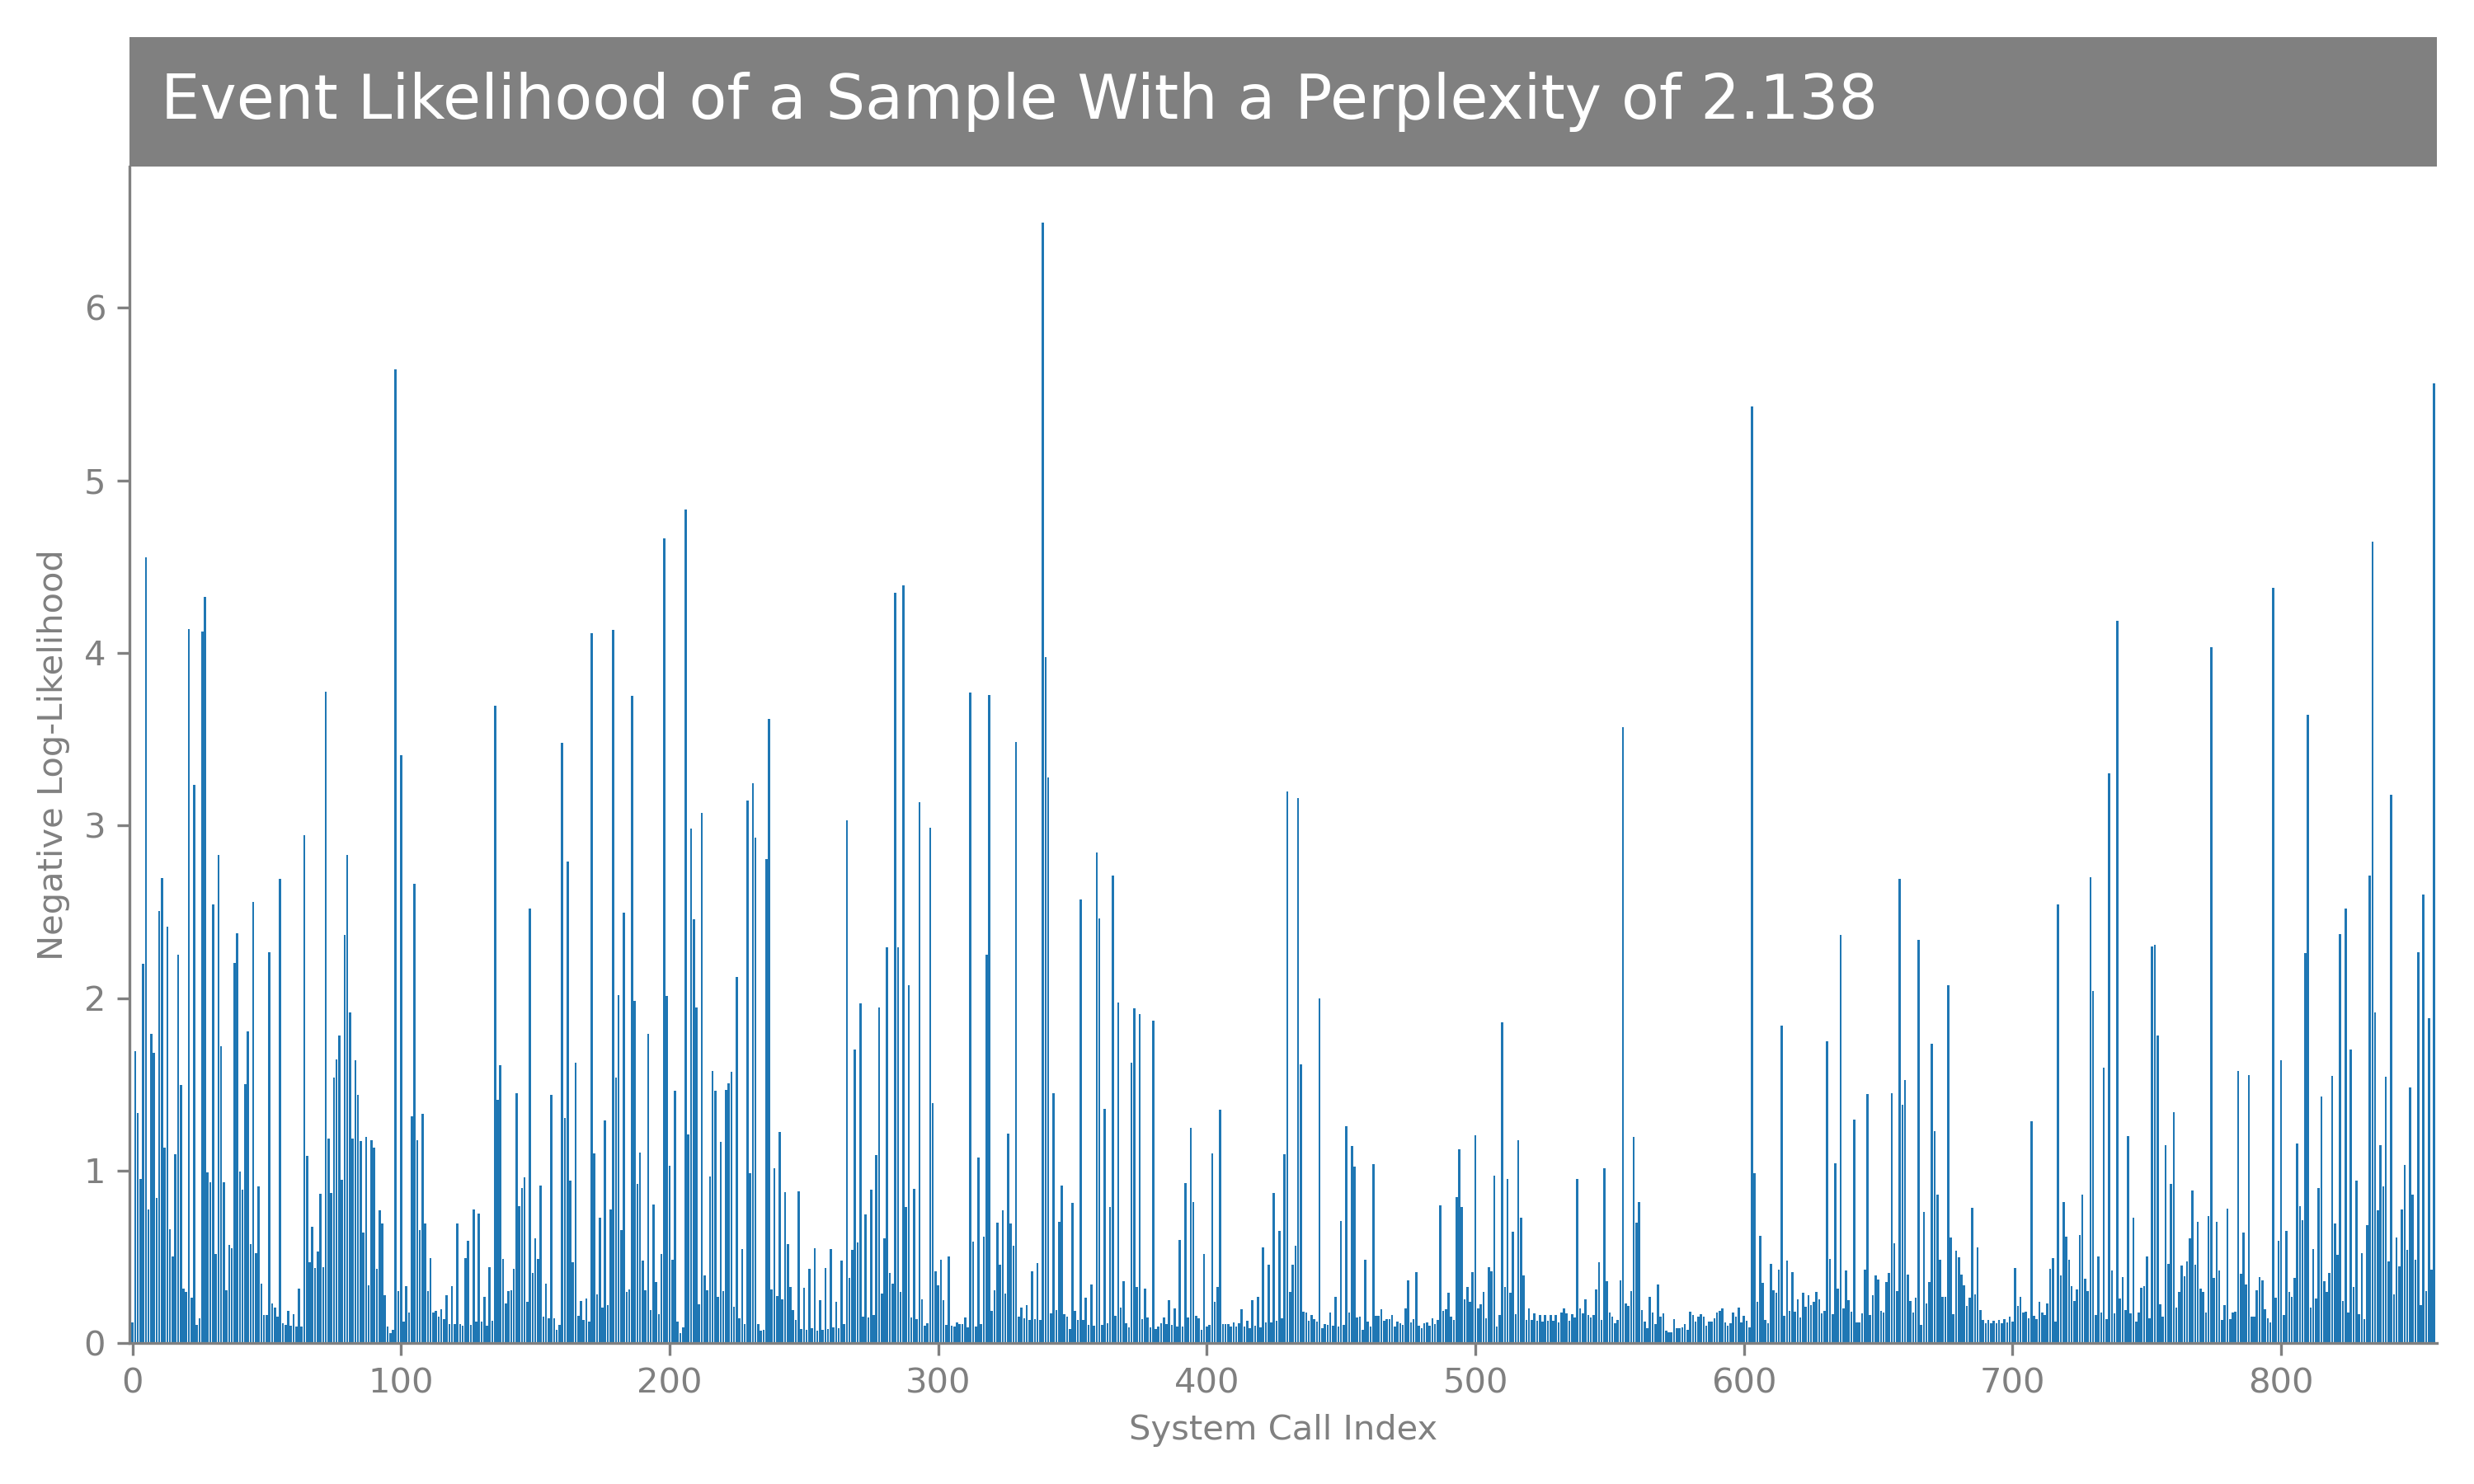 Event Likelihood of a Sample With a Perplexity of 2.138
Negative Log-Likelihood
6
5
4
3
2
1
0
0 100 200 300 400 500 600 700 800
System Call Index